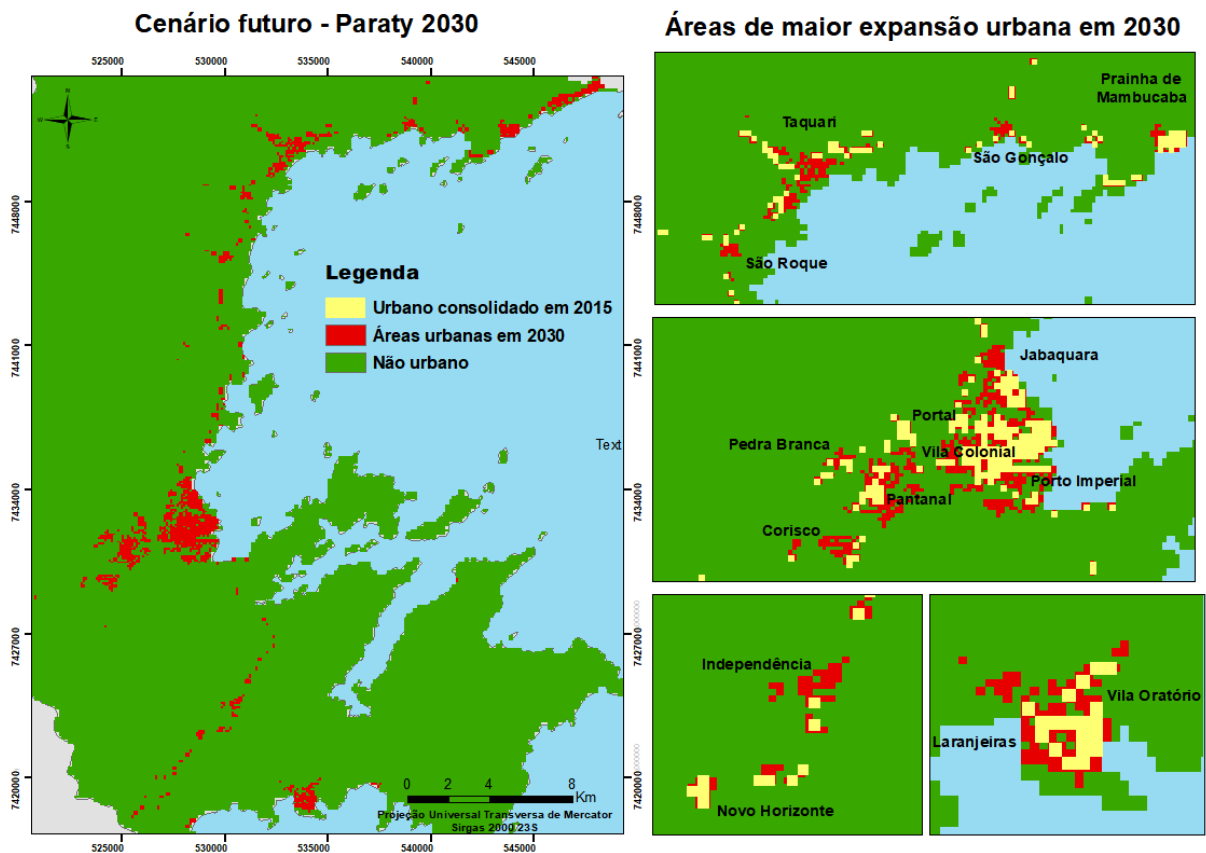 Cenário futuro - Paraty 2030
525000 530000 535000 540000 545000
N
W E
S
7448000
7441000
7434000
7427000
7420000
Legenda
Urbano consolidado em 2015
Áreas urbanas em 2030
Não urbano
Text
0 2 4 8
Km
Projeção Universal Transversa de Mercator
Sirgas 2000 23S
525000 530000 535000 540000 545000
7448000
7441000
7434000
7427000
7420000
Áreas de maior expansão urbana em 2030
Prainha de
Mambucaba
Taquari
São Gonçalo
São Roque
Jabaquara
Portal
Pedra Branca
Vila Colonial
Porto Imperial
Pantanal
Corisco
Independência
Novo Horizonte
Vila Oratório
Laranjeiras